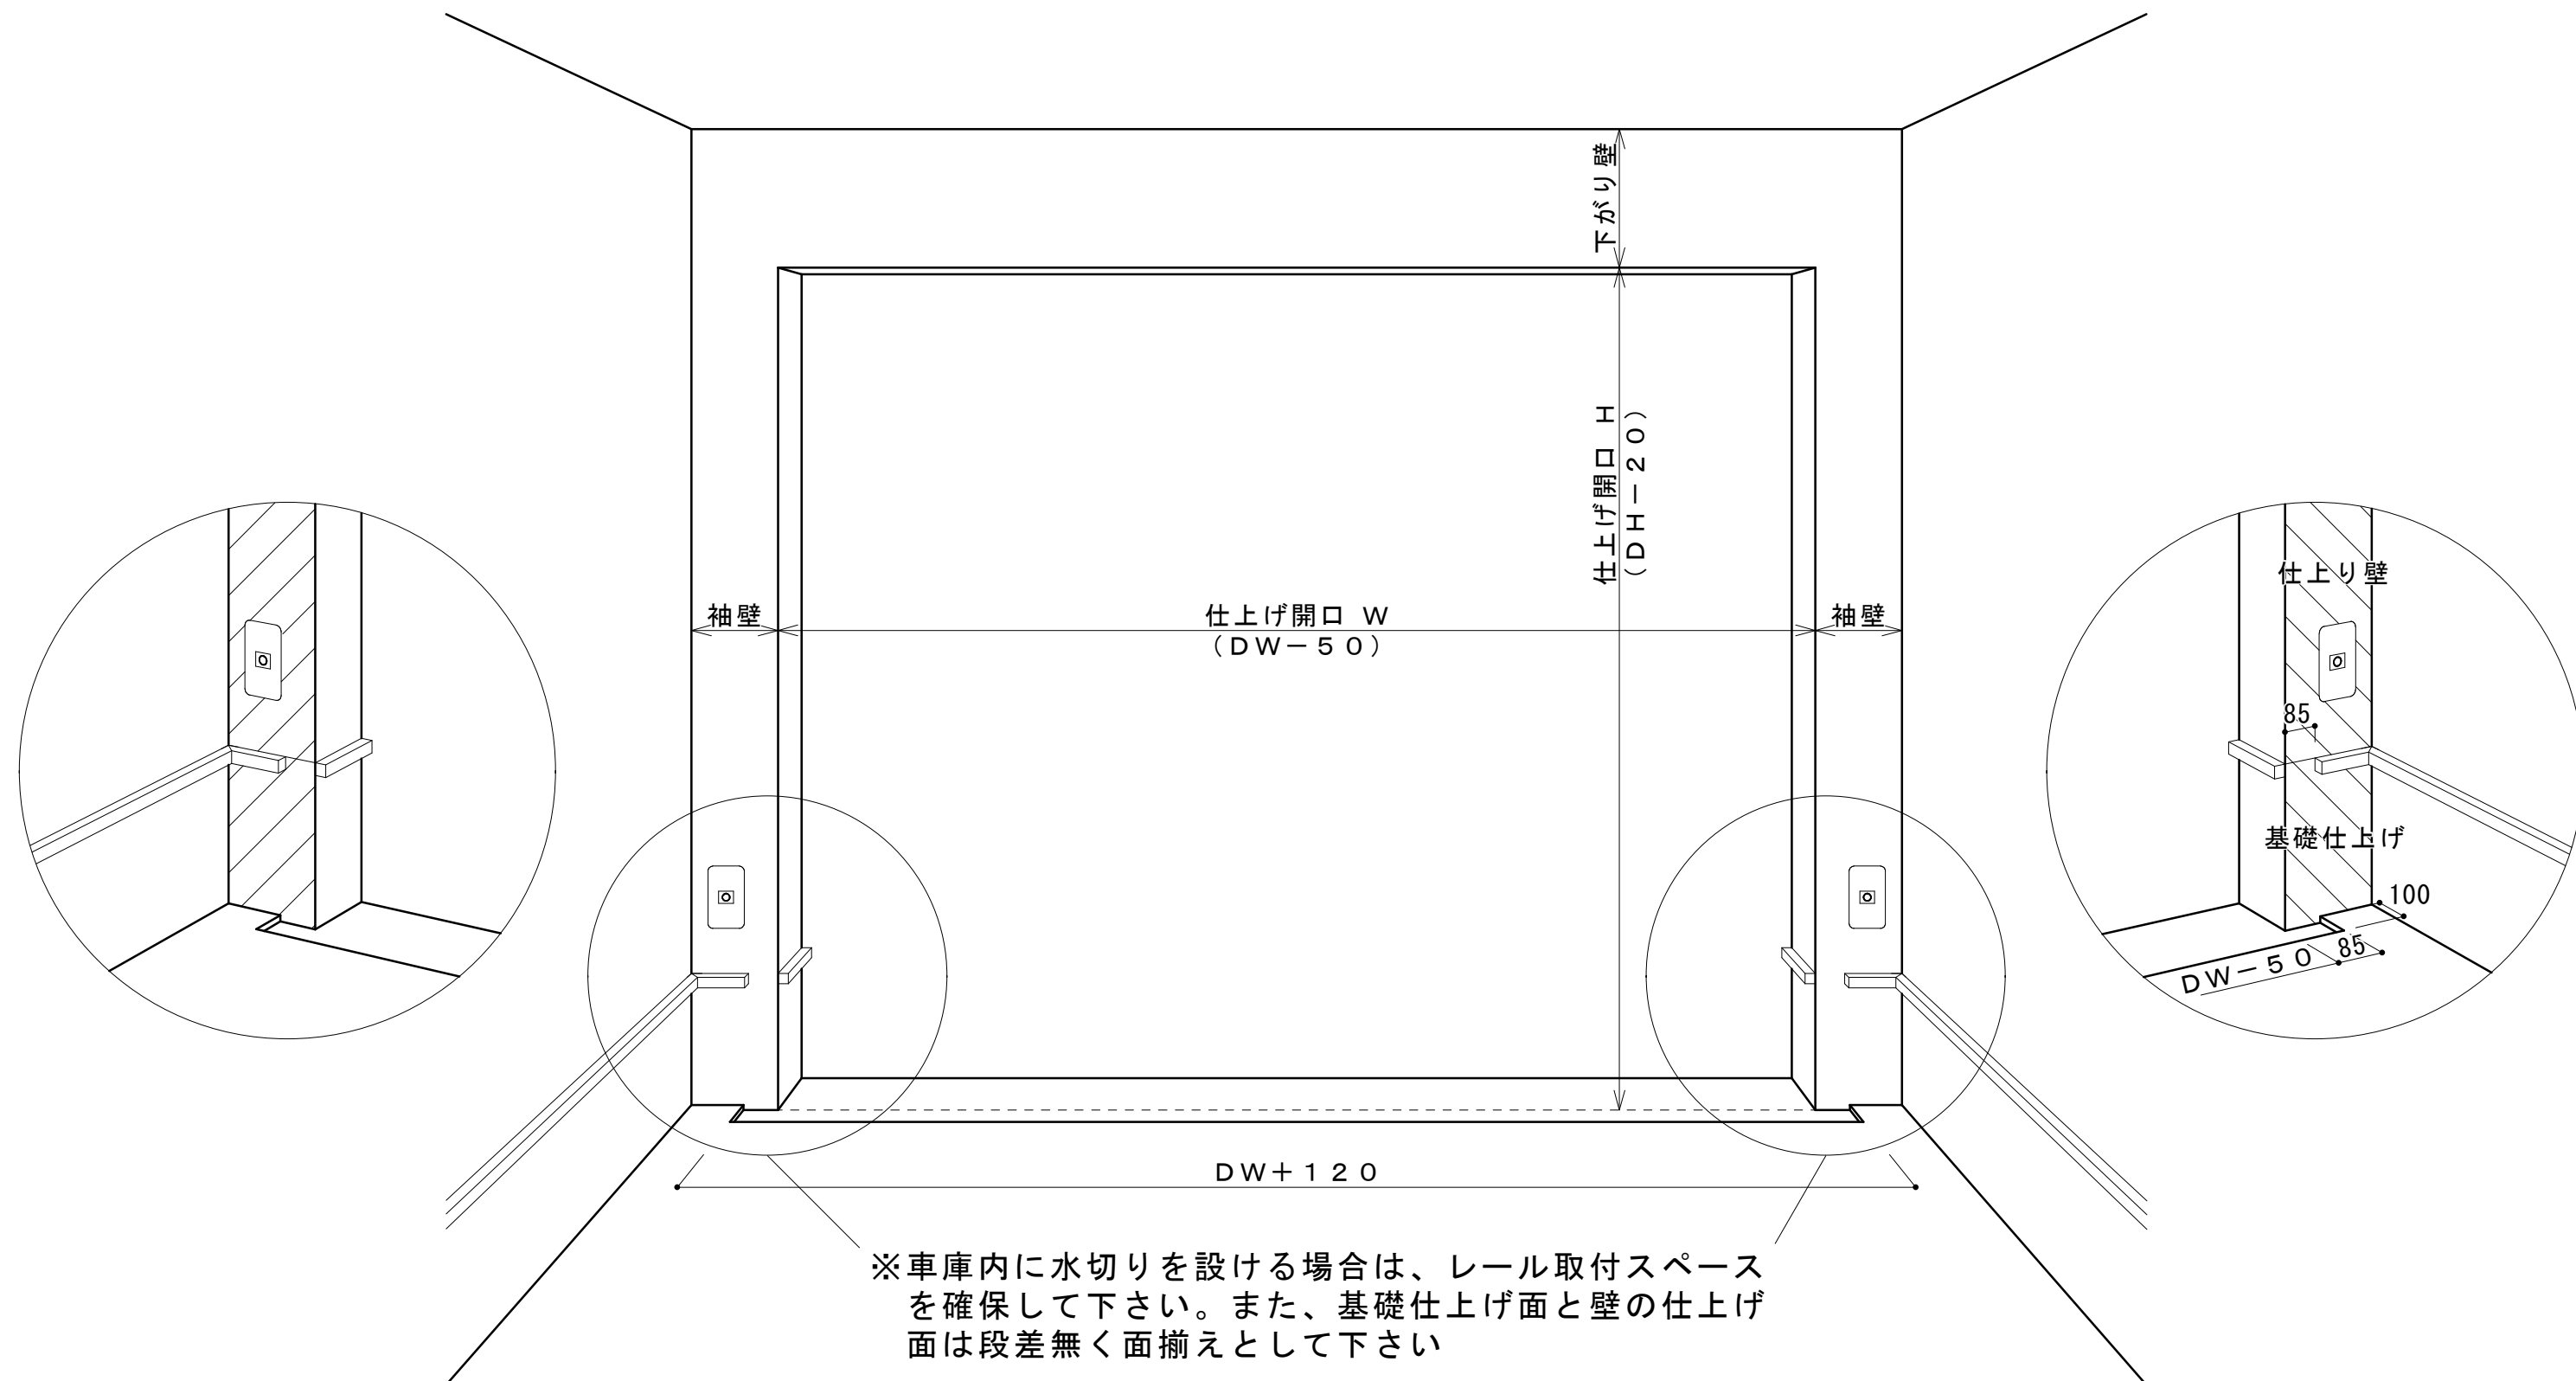 下がり壁
仕上げ開口 H
(DH－20)
袖壁
仕上げ開口 W
(DW－50)
袖壁
仕上り壁
85
基礎仕上げ
100
85
DW－50
DW＋120
※車庫内に水切りを設ける場合は、レール取付スペース
を確保して下さい。また、基礎仕上げ面と壁の仕上げ
面は段差無く面揃えとして下さい